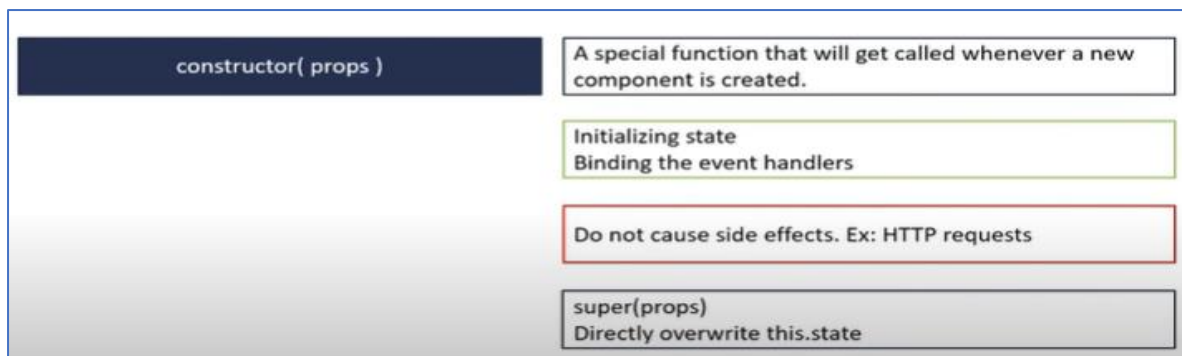 constructor( props )
A special function that will get called whenever a new
component is created.
Initializing state
Binding the event handlers
Do not cause side effects. Ex: HTTP requests
super(props)
Directly overwrite this.state